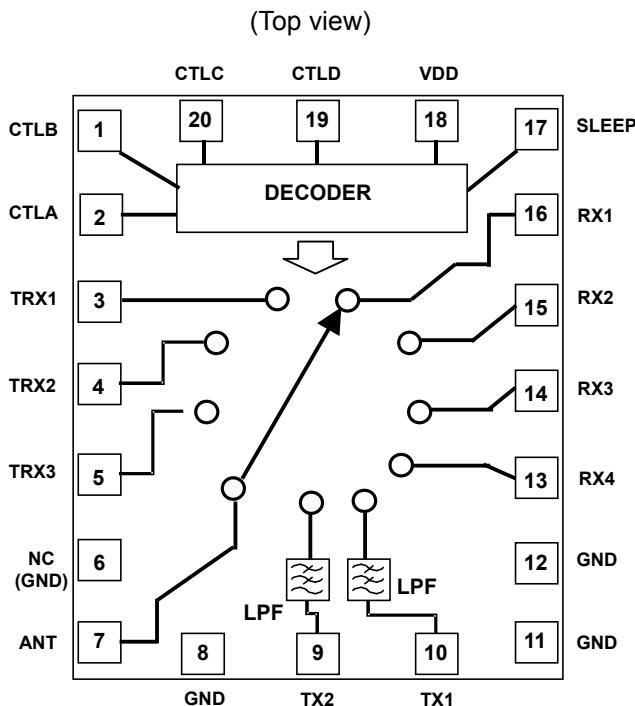 (Top view)
CTLC CTLD VDD
CTLB 1 20 19 18 17 SLEEP
DECODER
CTLA 2 16 RX1
TRX1 3 15 RX2
TRX2 4 14 RX3
TRX3 5 13 RX4
NC
(GND) 6 12 GND
LPF LPF
ANT 7 8 9 10 11 GND
GND TX2 TX1